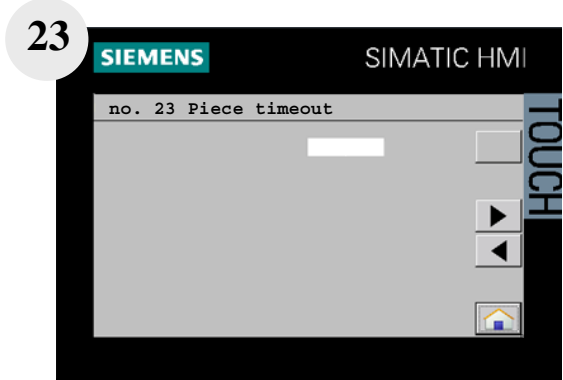 23
SIEMENS
SIMATIC HMI
no. 23 Piece timeout
TOUCH